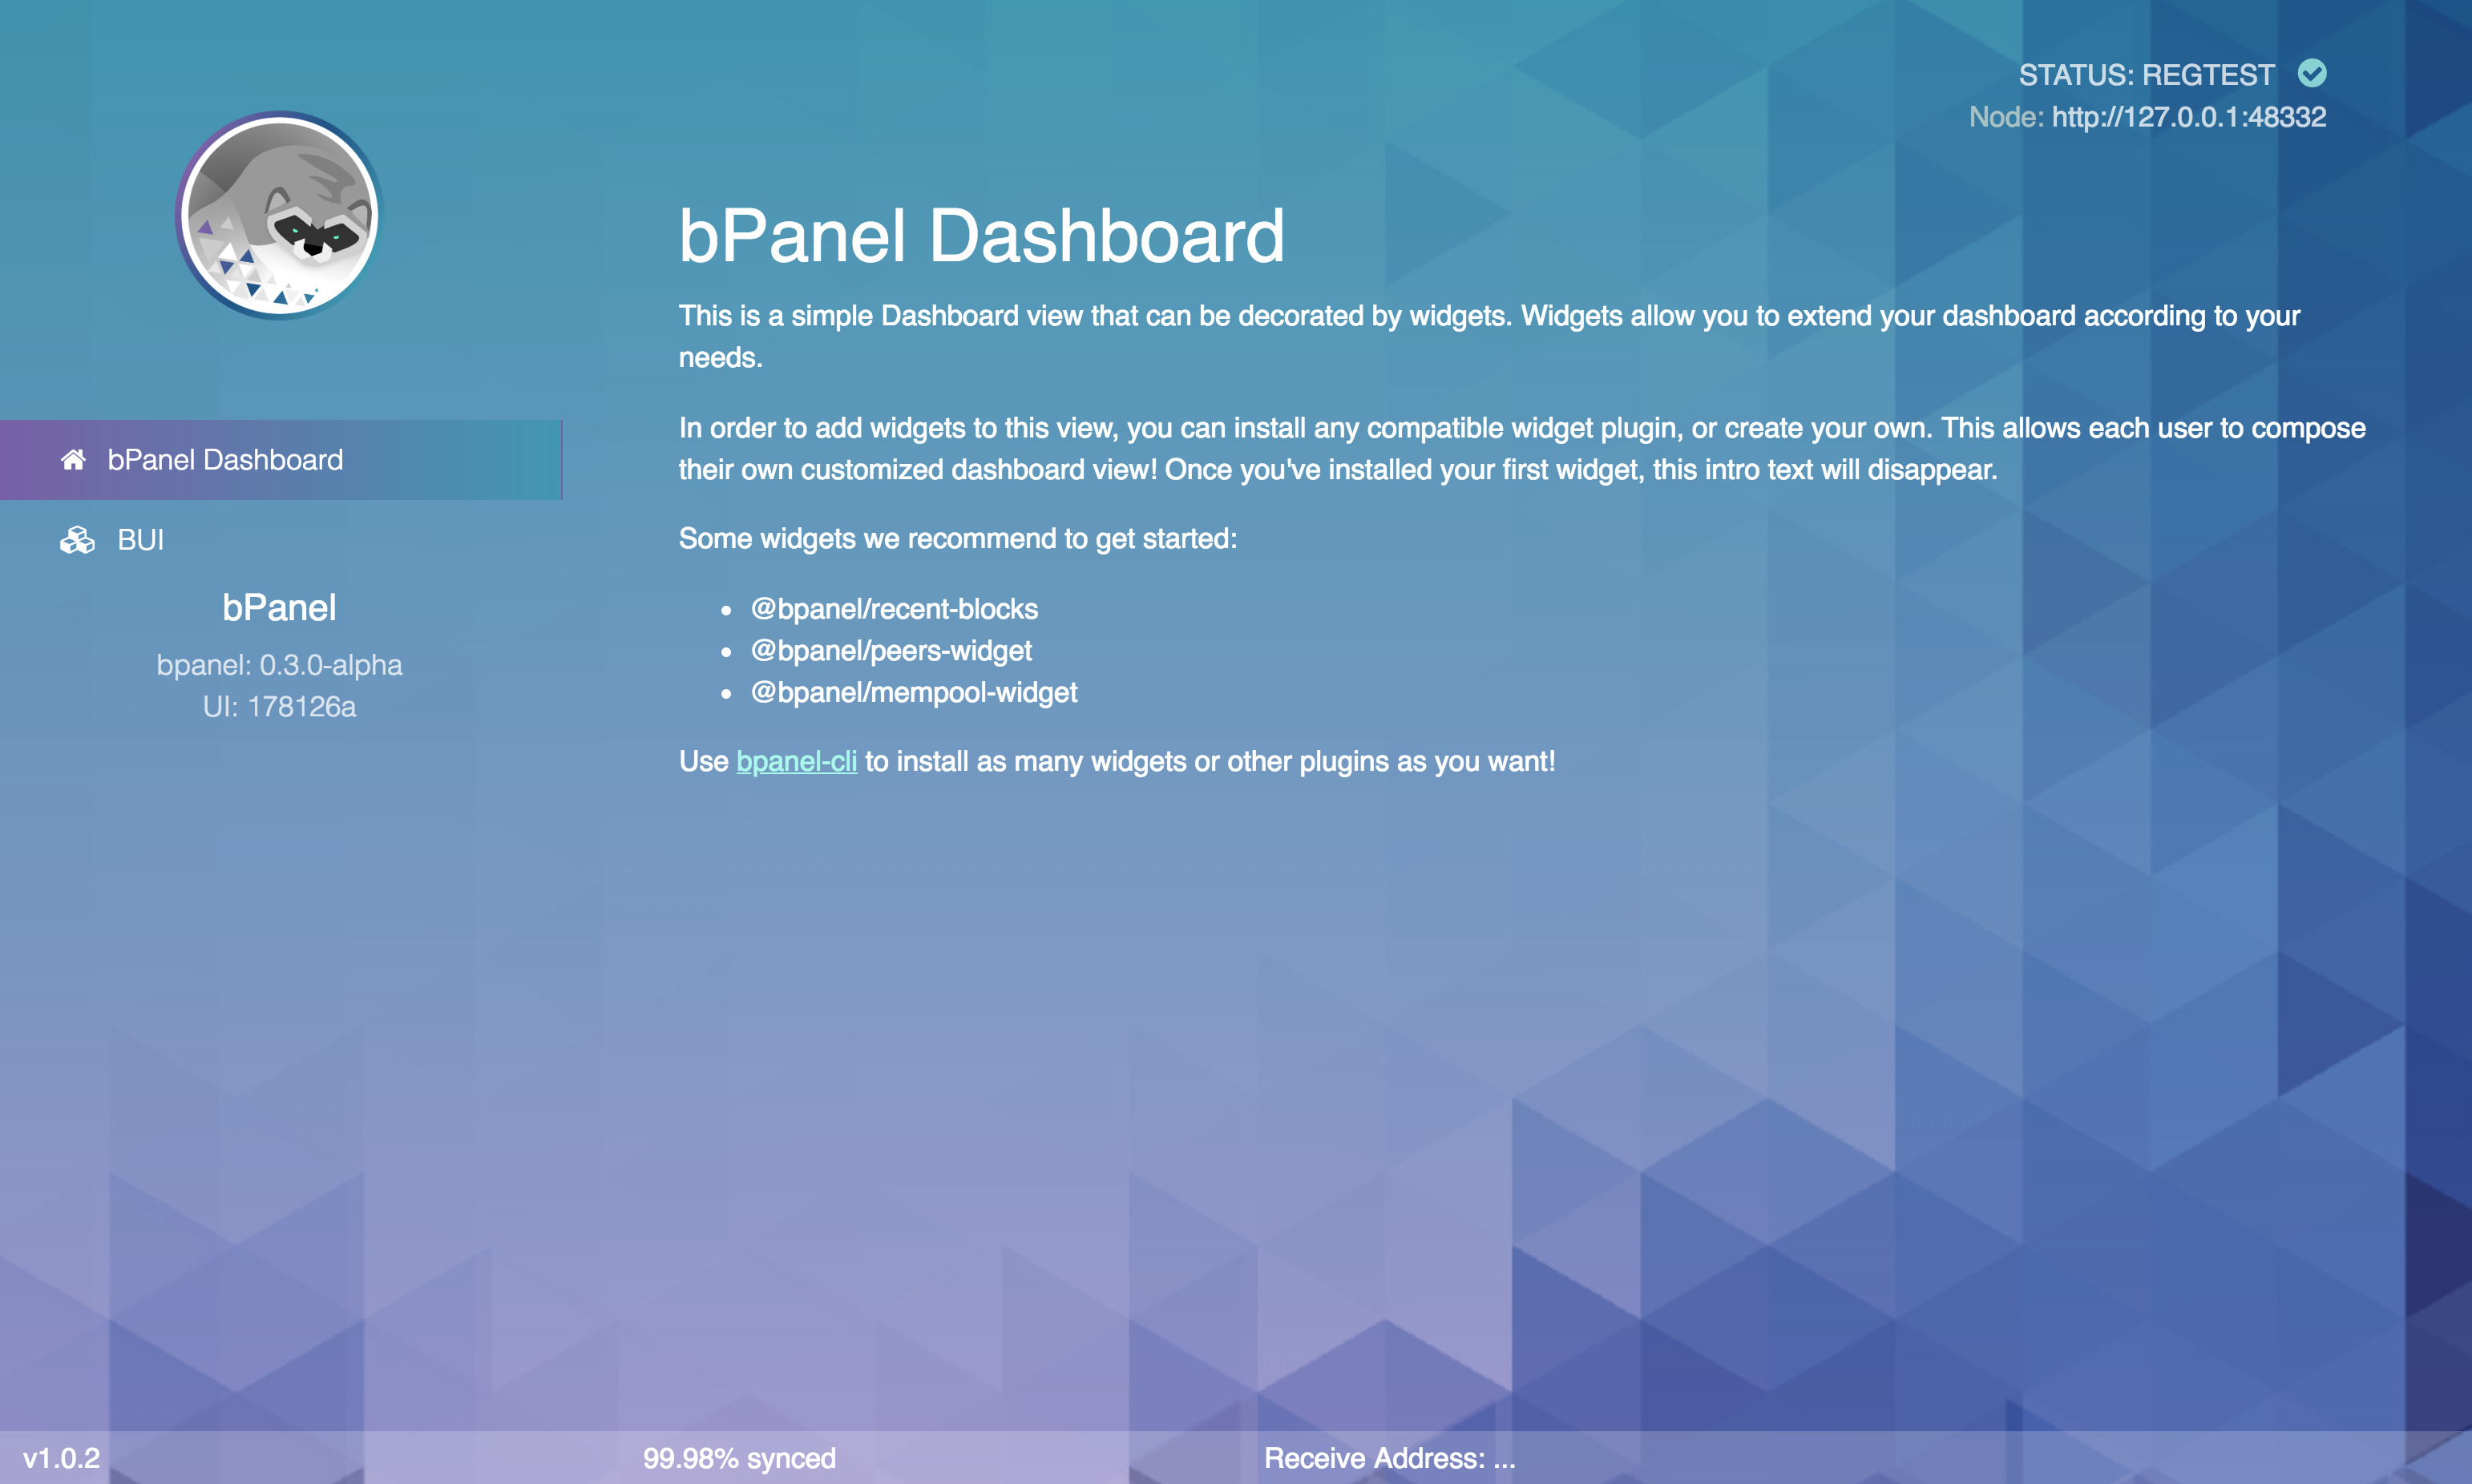 STATUS: REGTEST
Node: http://127.0.0.1:48332
bPanel Dashboard
BUI
bPanel
bpanel: 0.3.0-alpha
UI: 178126a
bPanel Dashboard
This is a simple Dashboard view that can be decorated by widgets. Widgets allow you to extend your dashboard according to your
needs.
In order to add widgets to this view, you can install any compatible widget plugin, or create your own. This allows each user to compose
their own customized dashboard view! Once you've installed your first widget, this intro text will disappear.
Some widgets we recommend to get started:
@bpanel/recent-blocks
@bpanel/peers-widget
@bpanel/mempool-widget
Use bpanel-cli to install as many widgets or other plugins as you want!
v1.0.2
99.98% synced
Receive Address: ...